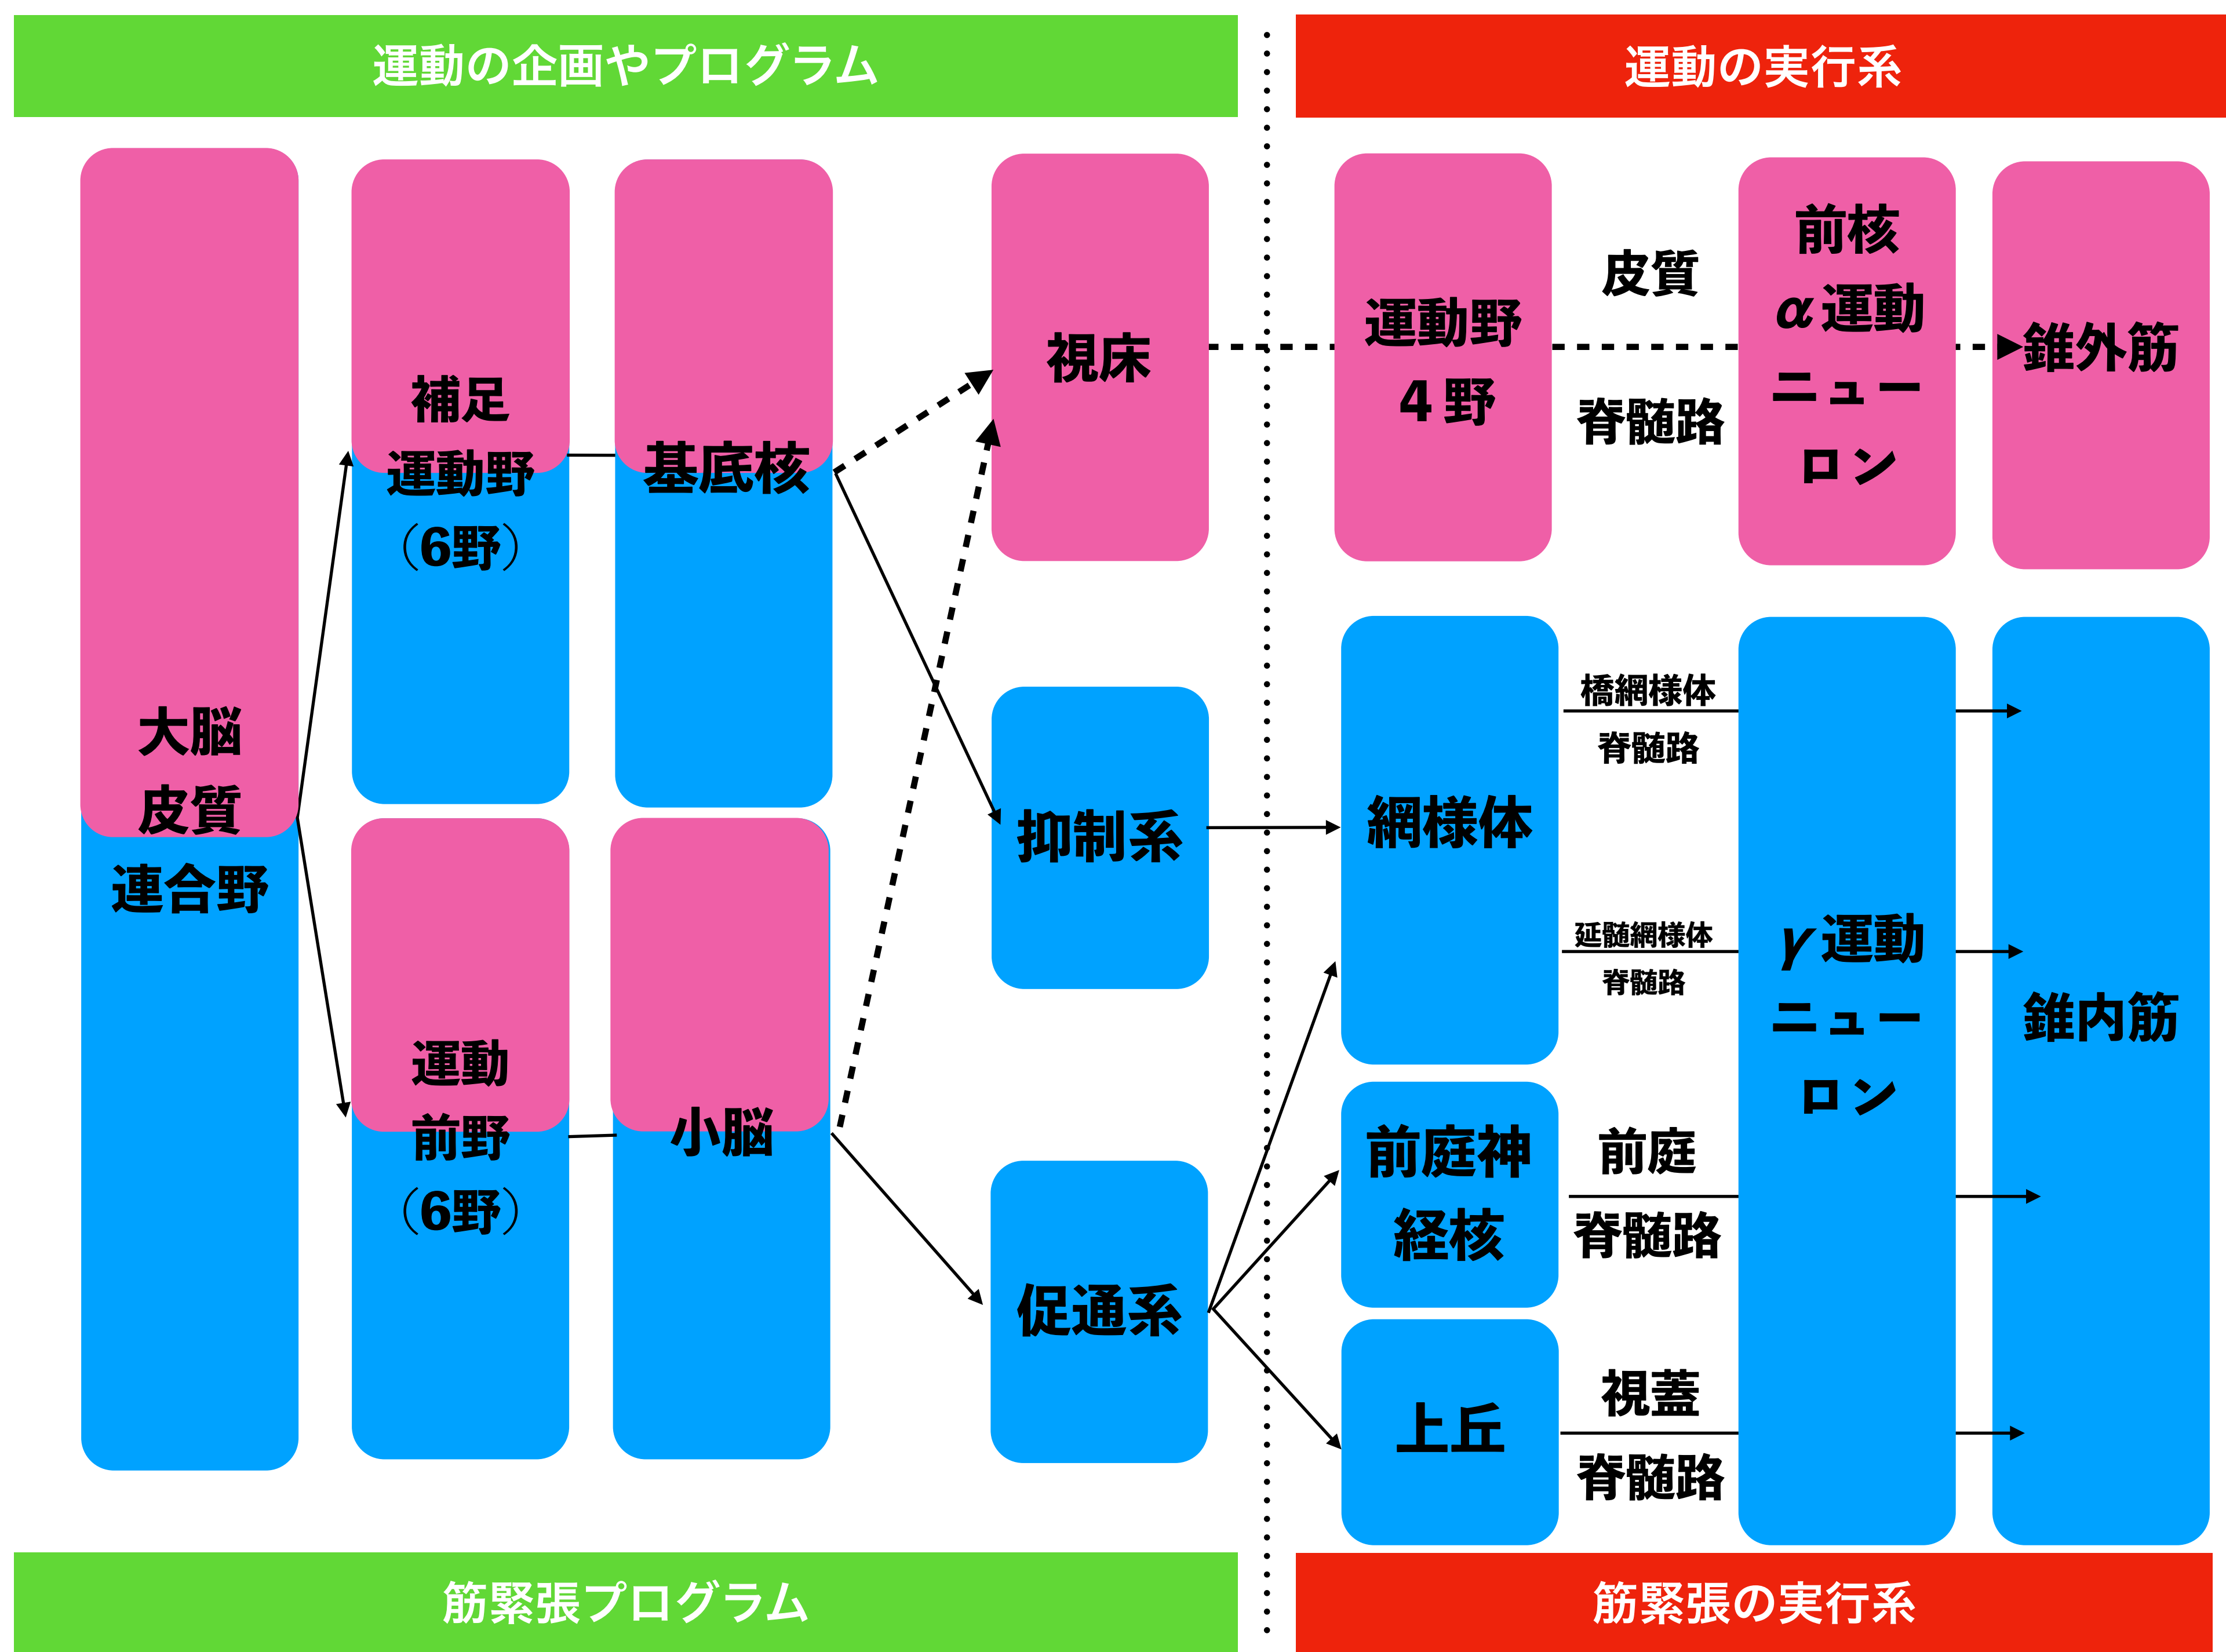 運動の企画やプログラム
運動の実行系
大脳
皮質
連合野
補足
運動野
（6野）
基底核
視床
運動野
４野
皮質
脊髄路
前核
α運動
ニュー
ロン
錐外筋
運動
前野
（6野）
小脳
抑制系
促通系
網様体
橋網様体
脊髄路
延髄網様体
脊髄路
前庭神
経核
前庭
脊髄路
上丘
視蓋
脊髄路
γ運動
ニュー
ロン
錐内筋
筋緊張プログラム
筋緊張の実行系